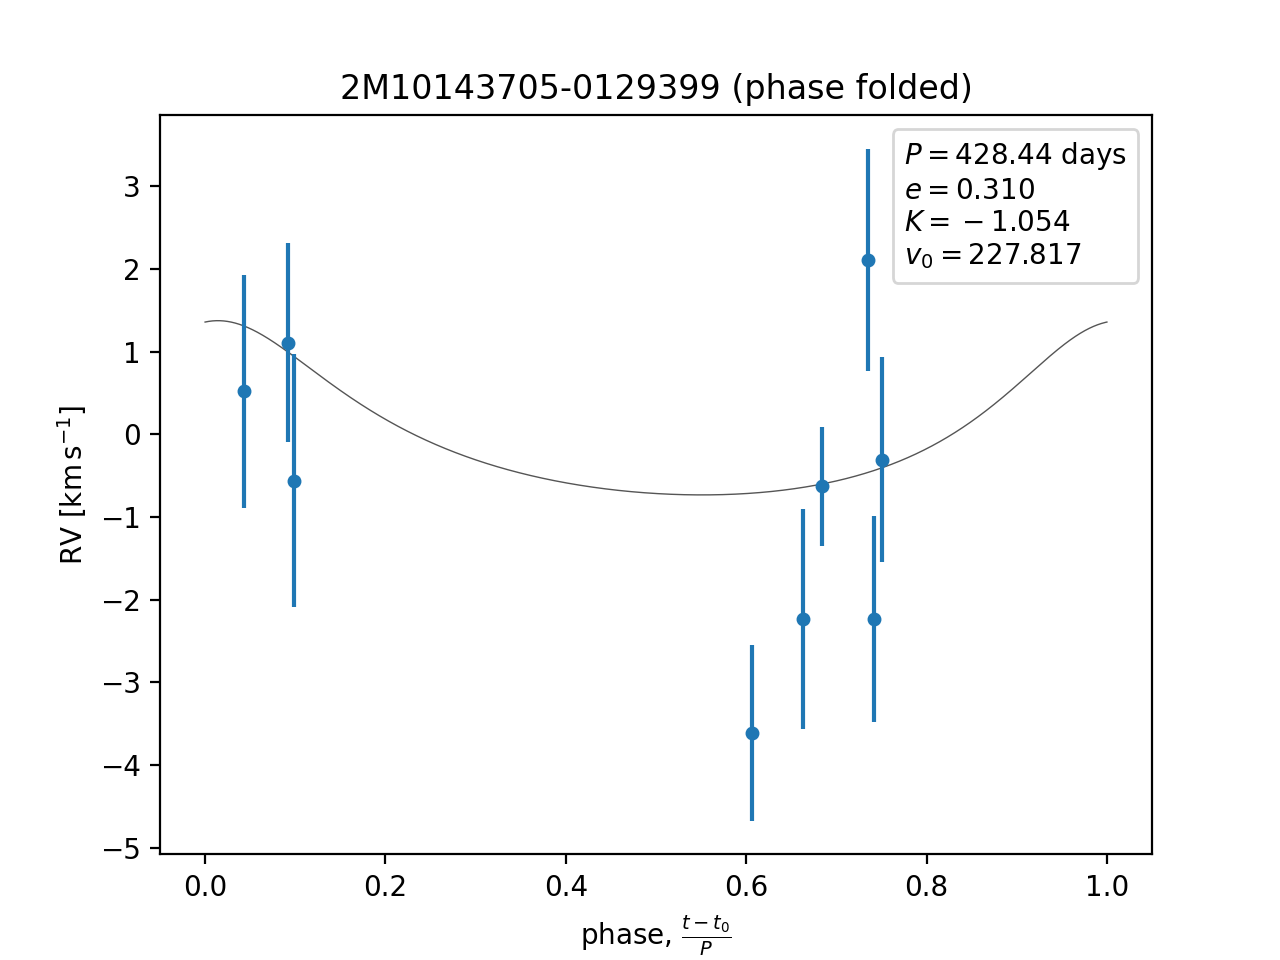 2M10143705-0129399 (phase folded)
P = 428.44 days
e = 0.310
K = −1.054
v₀ = 227.817
RV [km s⁻¹]
3
2
1
0
−1
−2
−3
−4
−5
0.0 0.2 0.4 0.6 0.8 1.0
phase, (t − t₀)/P